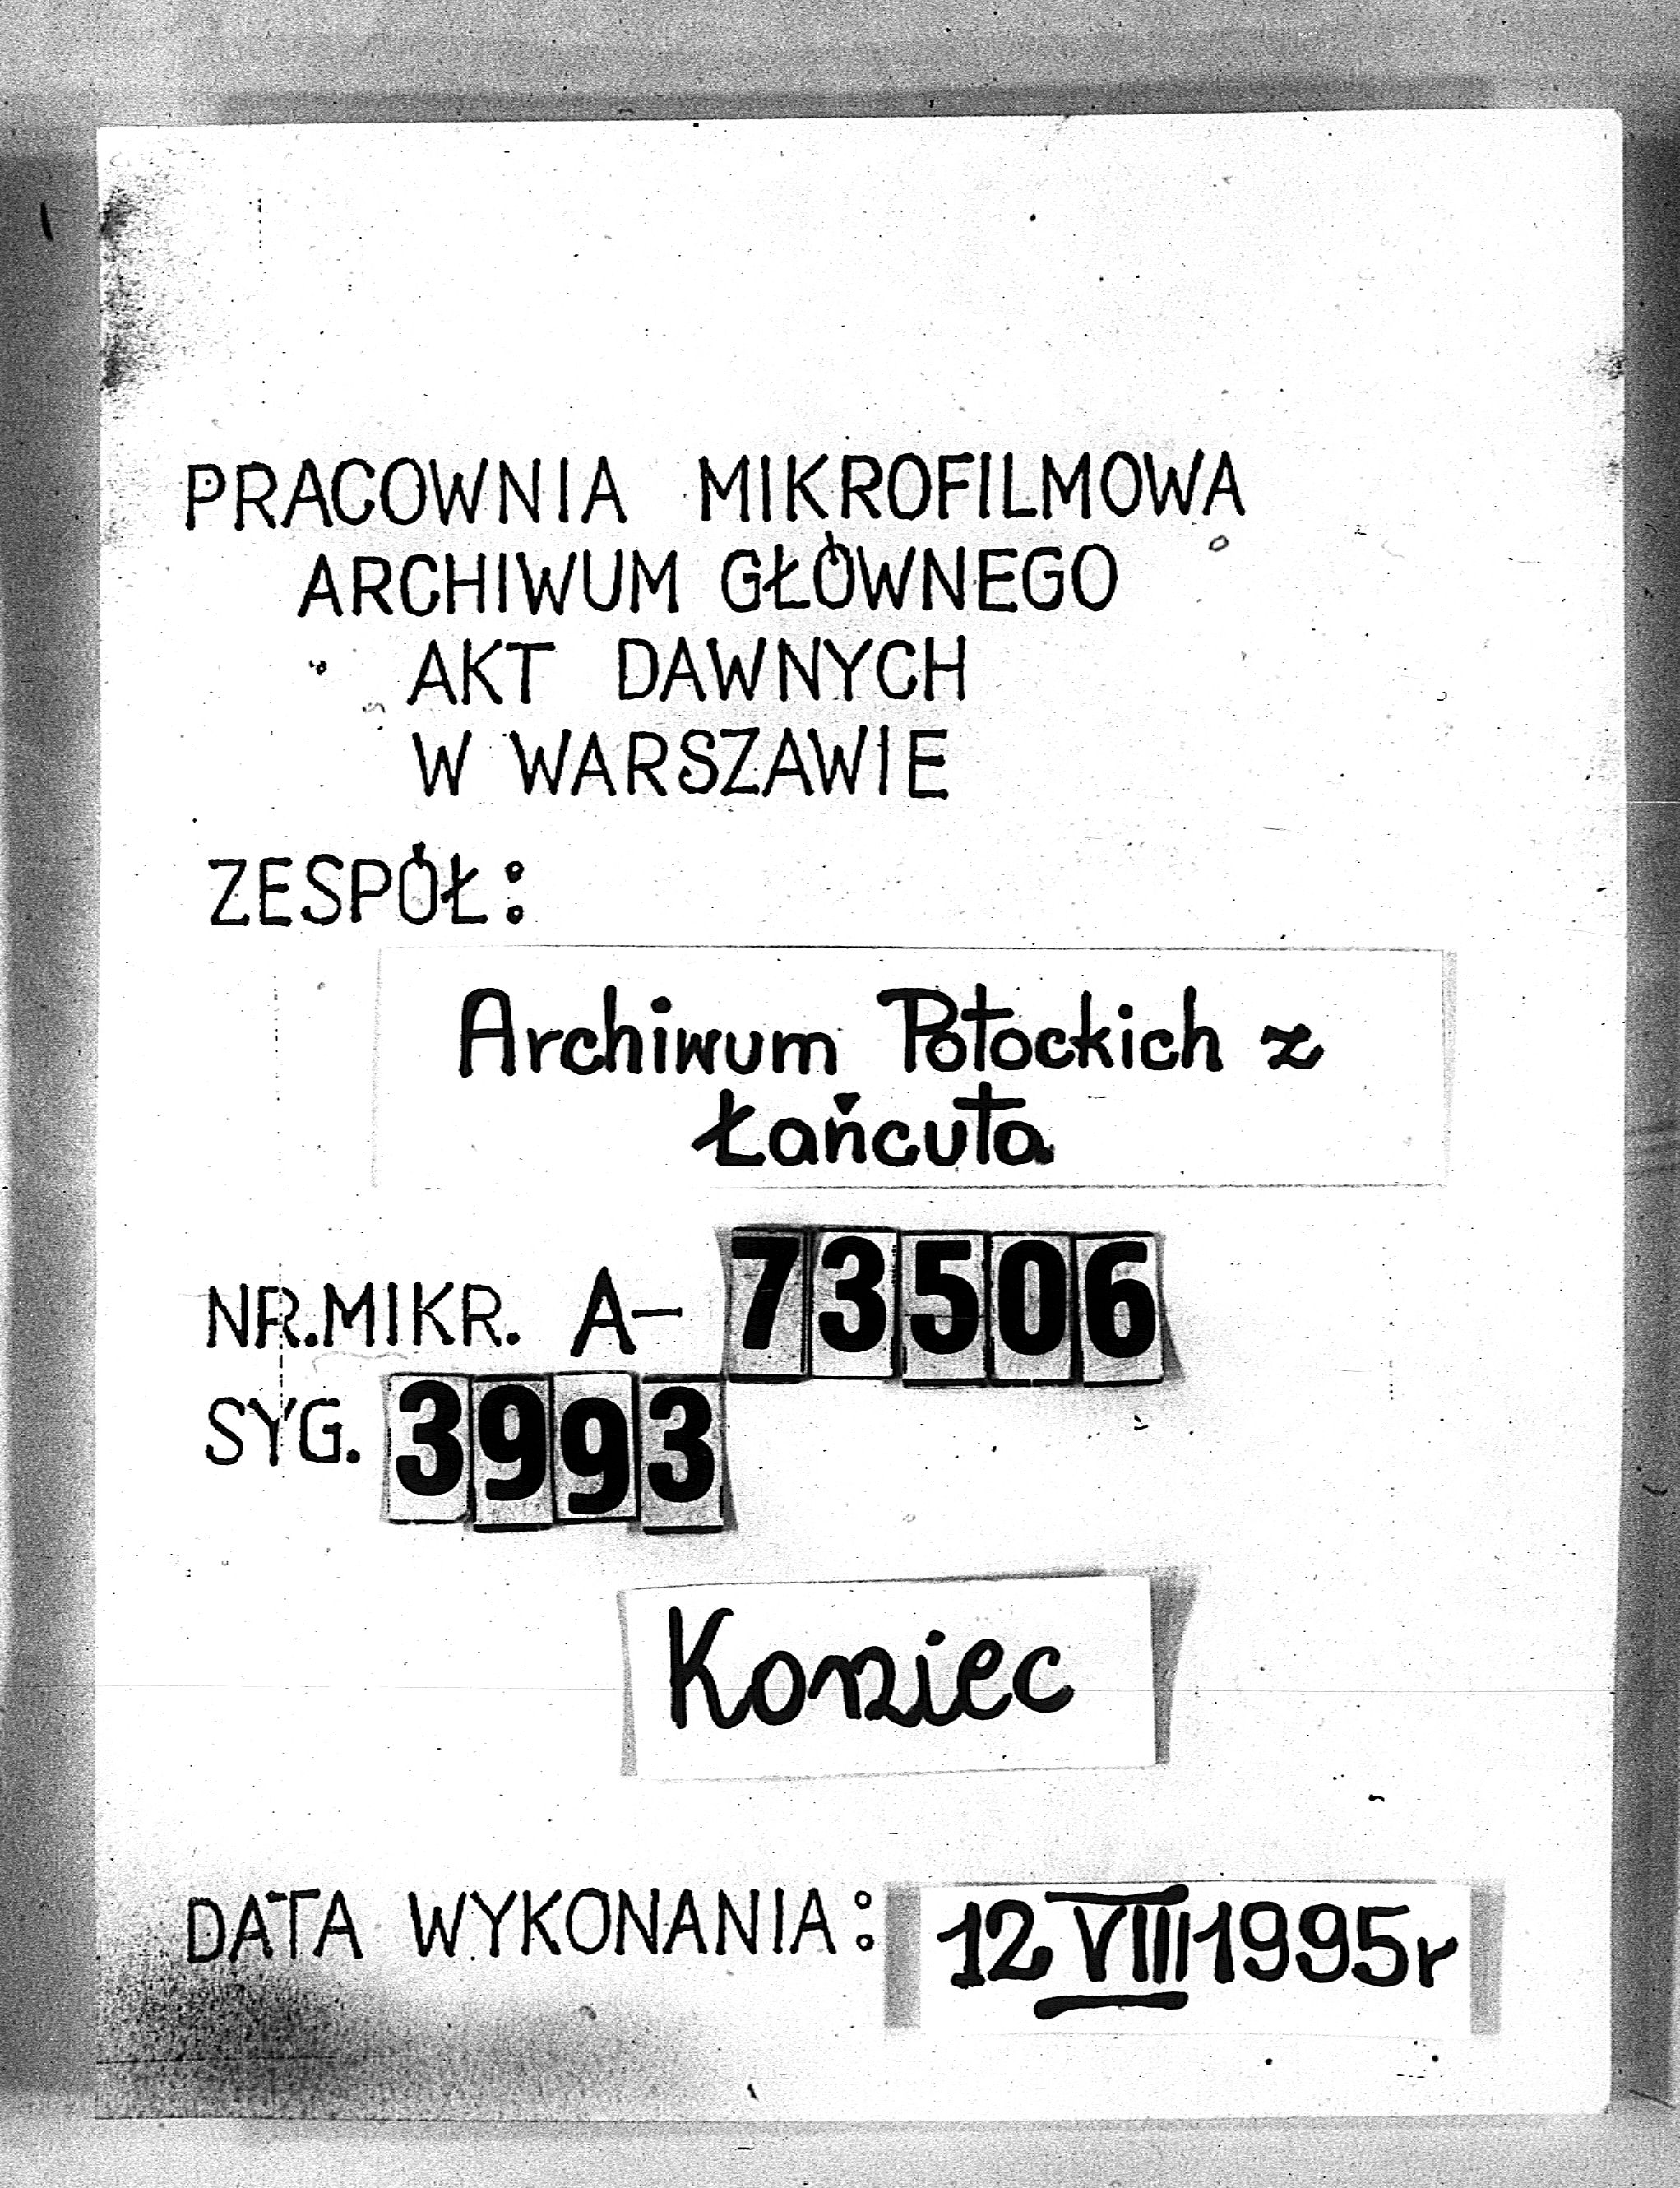 PRACOWNIA MIKROFILMOWA
ARCHIWUM GŁÓWNEGO
AKT DAWNYCH
W WARSZAWIE
ZESPÓŁ:
Archiwum Potockich z
Łańcuta
NR.MIKR. A- 73506
SYG. 3993
Koniec
DATA WYKONANIA: 12 VIII 1995r